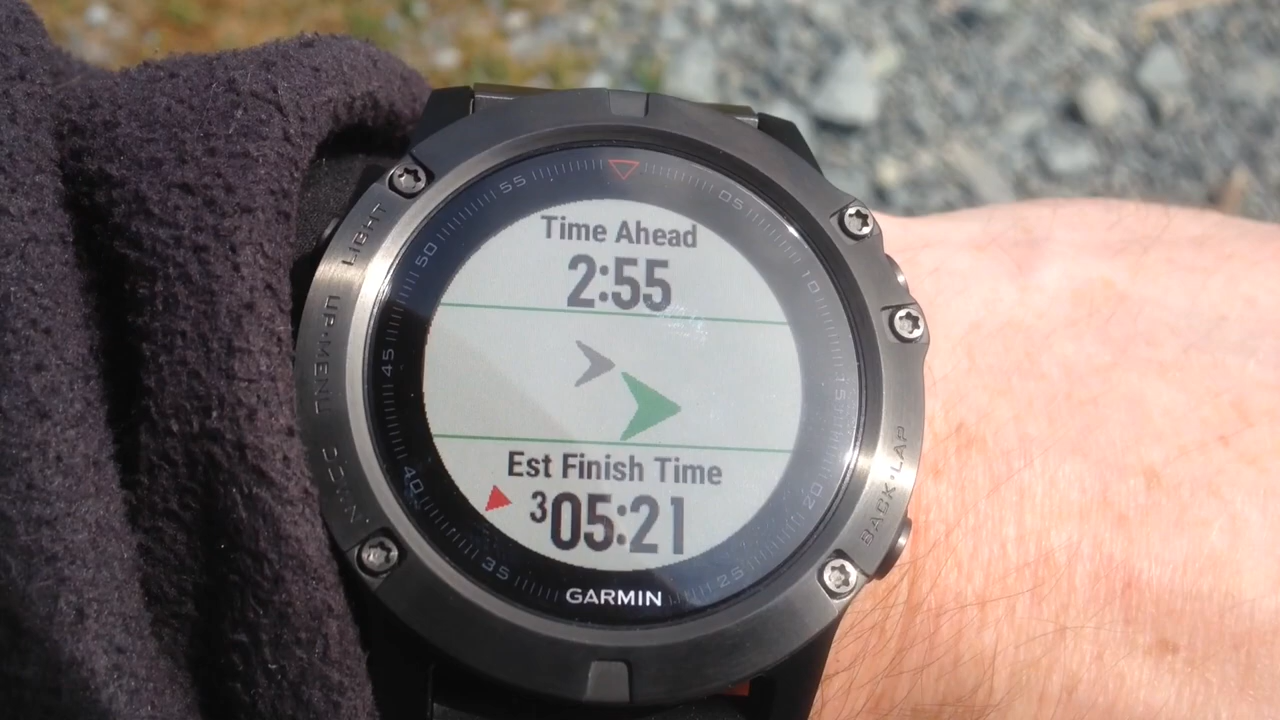 Time Ahead
2:55
Est Finish Time
³05:21
GARMIN
LIGHT
UP·MENU
DOWN
BACK·LAP
05
10
15
20
25
35
40
45
50
55